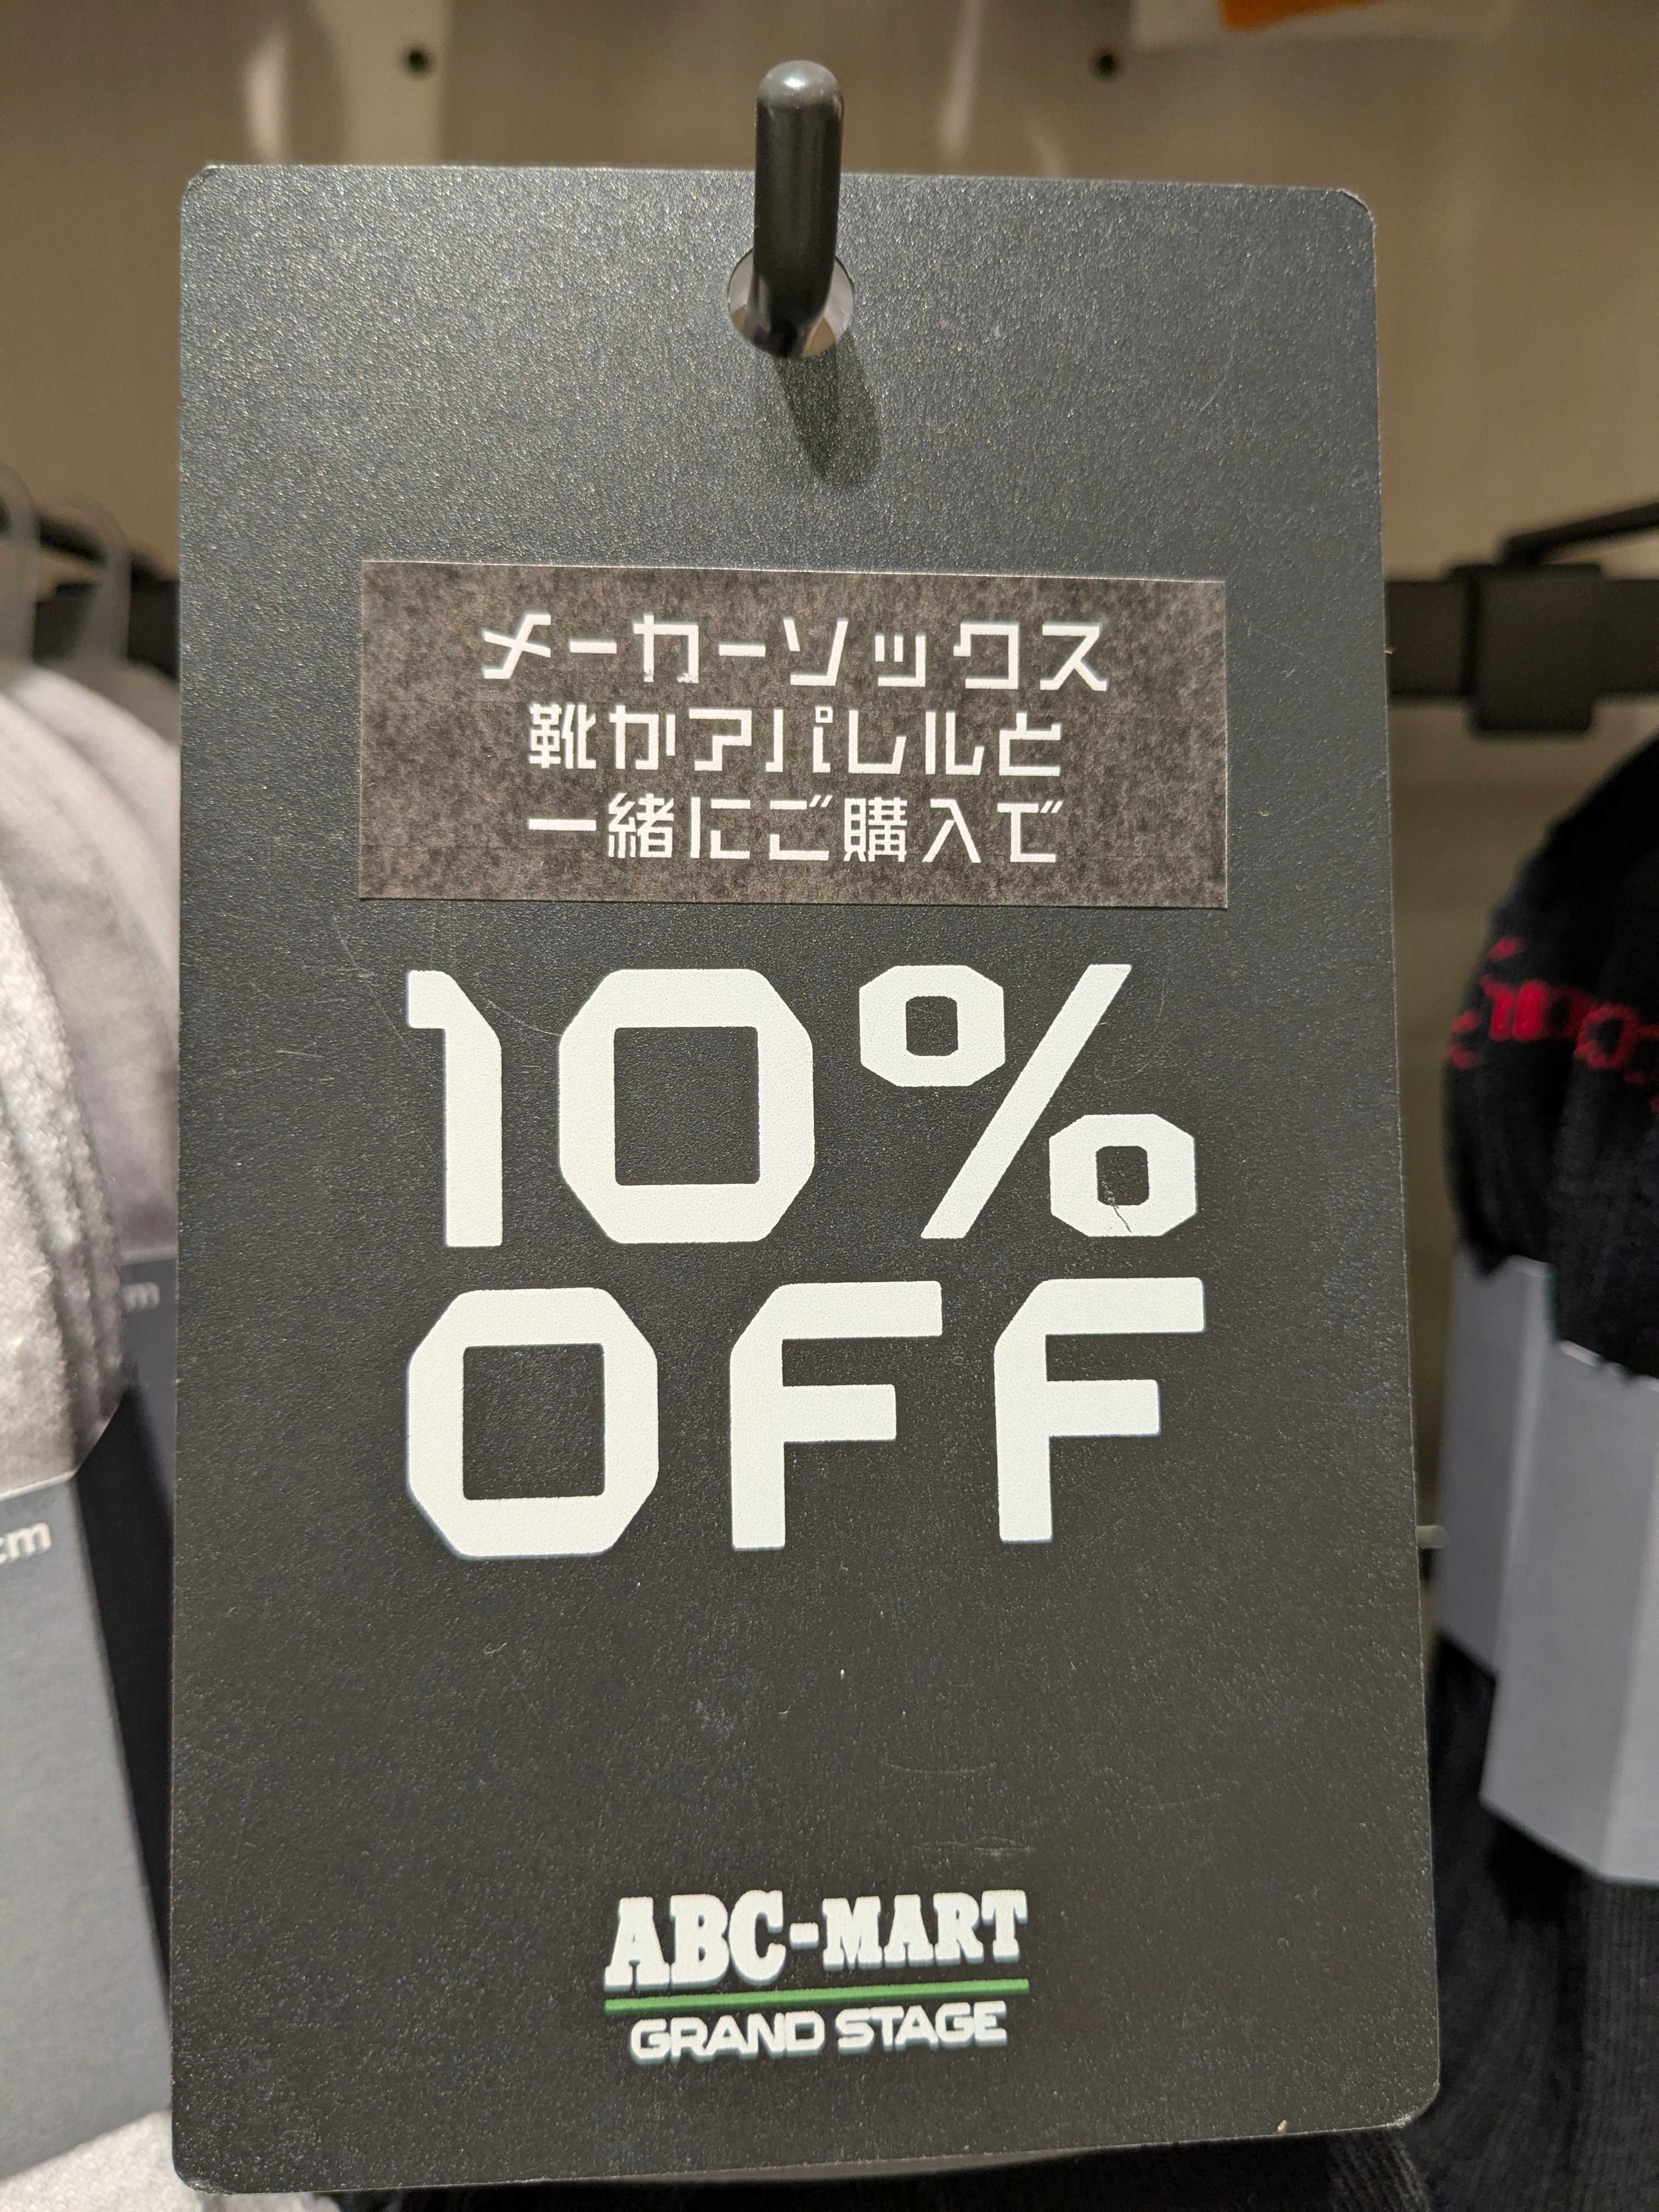 メーカーソックス
靴かアパレルと
一緒にご購入で
10%
OFF
ABC-MART
GRAND STAGE
cm